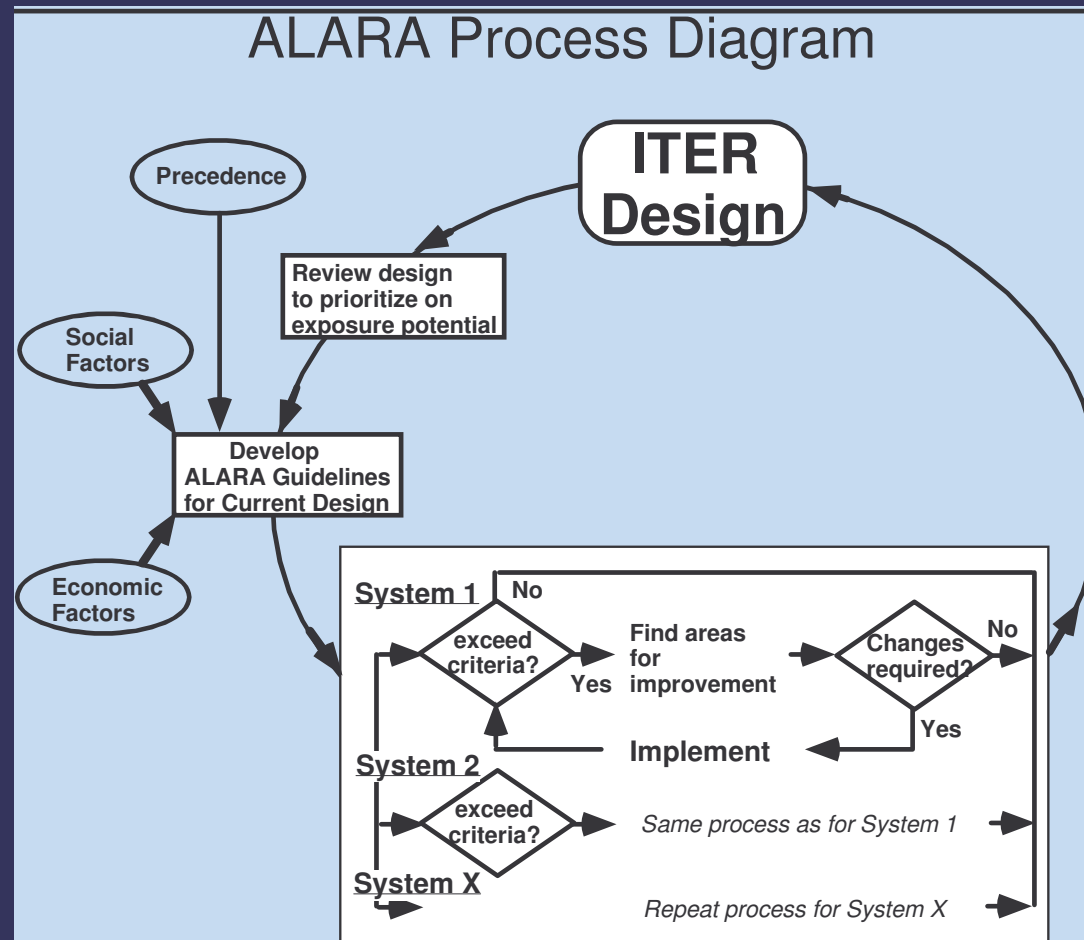 ALARA Process Diagram
ITER
Design
Precedence
Review design
to prioritize on
exposure potential
Social
Factors
Develop
ALARA Guidelines
for Current Design
Economic
Factors
System 1
No
exceed
criteria?
Yes
Find areas
for
improvement
Changes
required?
No
Yes
Implement
System 2
exceed
criteria?
Same process as for System 1
System X
Repeat process for System X